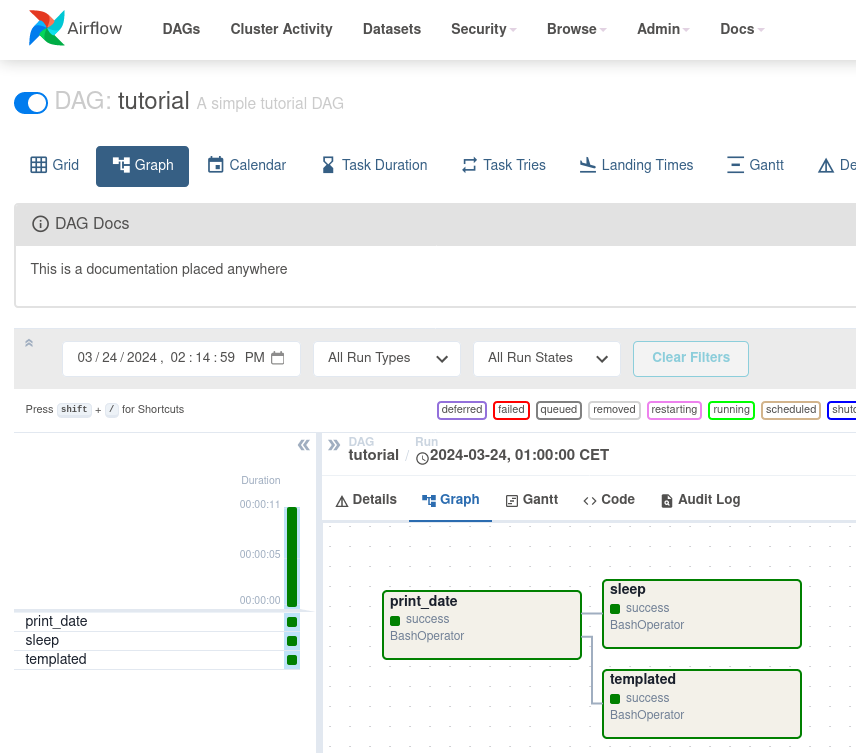 Airflow DAGs Cluster Activity Datasets Security Browse Admin Docs
DAG: tutorial A simple tutorial DAG
Grid Graph Calendar Task Duration Task Tries Landing Times Gantt De
DAG Docs
This is a documentation placed anywhere
03 / 24 / 2024 , 02 : 14 : 59 PM All Run Types All Run States Clear Filters
Press shift + / for Shortcuts deferred failed queued removed restarting running scheduled shutd
DAG Run
tutorial / 2024-03-24, 01:00:00 CET
Duration
00:00:11
00:00:05
00:00:00
print_date
sleep
templated
Details Graph Gantt Code Audit Log
print_date
success
BashOperator
sleep
success
BashOperator
templated
success
BashOperator